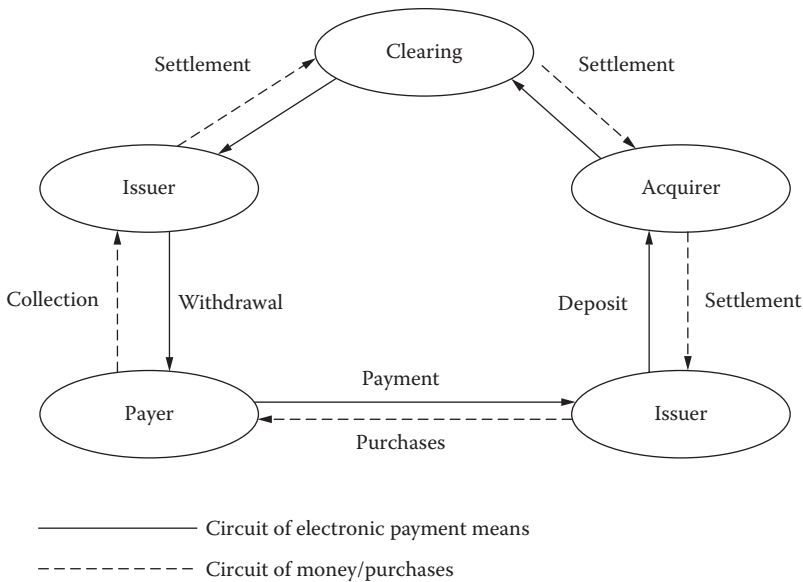 Clearing
Settlement
Settlement
Issuer
Acquirer
Collection
Withdrawal
Deposit
Settlement
Payment
Payer
Issuer
Purchases
Circuit of electronic payment means
Circuit of money/purchases